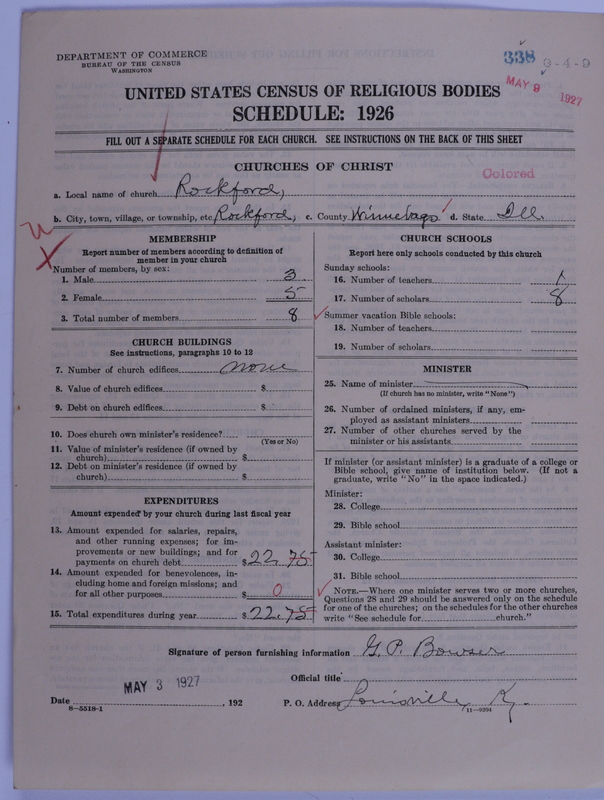 DEPARTMENT OF COMMERCE
BUREAU OF THE CENSUS
WASHINGTON
338 9-4-9
MAY 9 1927
UNITED STATES CENSUS OF RELIGIOUS BODIES
SCHEDULE: 1926
FILL OUT A SEPARATE SCHEDULE FOR EACH CHURCH. SEE INSTRUCTIONS ON THE BACK OF THIS SHEET
CHURCHES OF CHRIST
Colored
a. Local name of church Rockford,
b. City, town, village, or township, etc. Rockford, c. County Winnebago d. State Ill.
MEMBERSHIP
Report number of members according to definition of
member in your church
Number of members, by sex:
1. Male 3
2. Female 5
3. Total number of members 8
CHURCH BUILDINGS
See instructions, paragraphs 10 to 12
7. Number of church edifices none
8. Value of church edifices $
9. Debt on church edifices $
10. Does church own minister's residence?
(Yes or No)
11. Value of minister's residence (if owned by
church) $
12. Debt on minister's residence (if owned by
church) $
EXPENDITURES
Amount expended by your church during last fiscal year
13. Amount expended for salaries, repairs,
and other running expenses; for im-
provements or new buildings; and for
payments on church debt $ 22.75
14. Amount expended for benevolences, in-
cluding home and foreign missions; and
for all other purposes $ 0
15. Total expenditures during year $ 22.75
CHURCH SCHOOLS
Report here only schools conducted by this church
Sunday schools:
16. Number of teachers 1
17. Number of scholars 8
Summer vacation Bible schools:
18. Number of teachers
19. Number of scholars
MINISTER
25. Name of minister
(If church has no minister, write "None")
26. Number of ordained ministers, if any, em-
ployed as assistant ministers
27. Number of other churches served by the
minister or his assistants
If minister (or assistant minister) is a graduate of a college or
Bible school, give name of institution below. (If not a
graduate, write "No" in the space indicated.)
Minister:
28. College
29. Bible school
Assistant minister:
30. College
31. Bible school
NOTE.—Where one minister serves two or more churches,
Questions 28 and 29 should be answered only on the schedule
for one of the churches; on the schedules for the other churches
write "See schedule for church."
Signature of person furnishing information G. P. Bowser
Official title
Date MAY 3 1927, 192 P. O. Address Louisville, Ky.
8—5518-1 11—9394